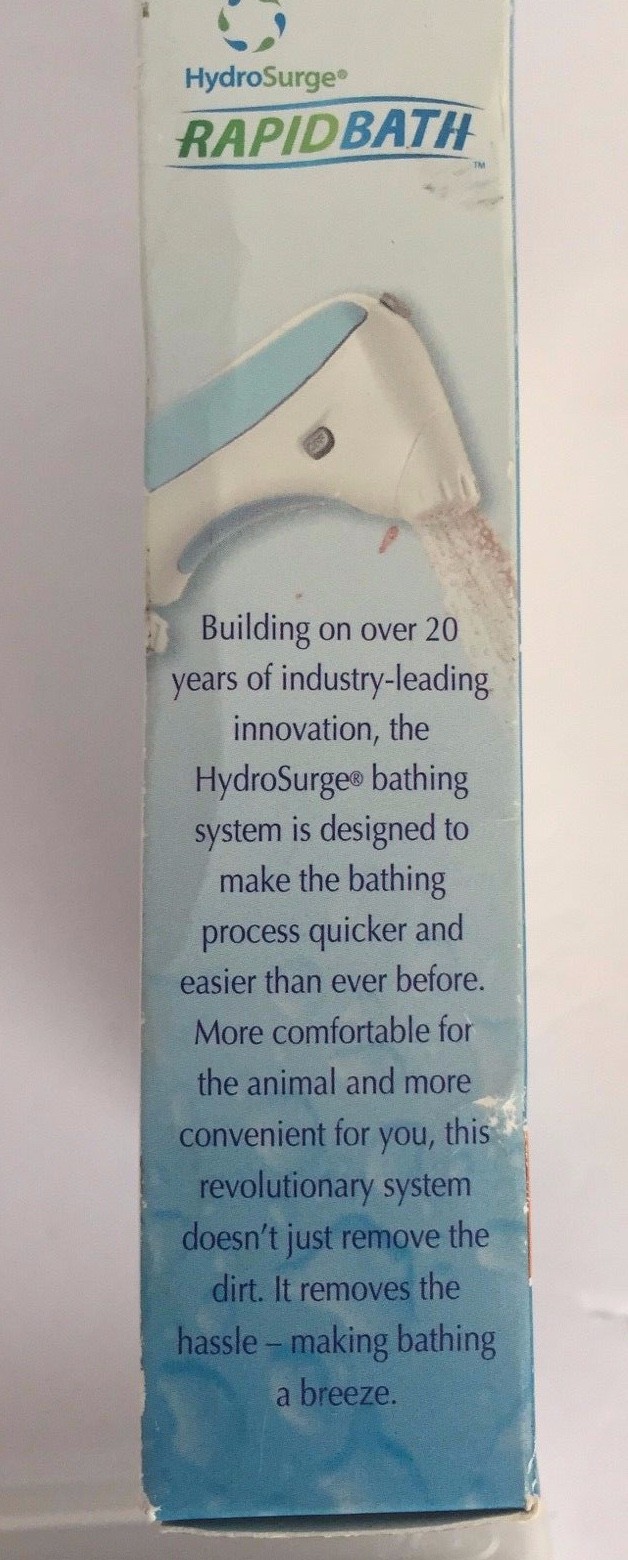 HydroSurge®
RAPIDBATH™
Building on over 20
years of industry-leading
innovation, the
HydroSurge® bathing
system is designed to
make the bathing
process quicker and
easier than ever before.
More comfortable for
the animal and more
convenient for you, this
revolutionary system
doesn't just remove the
dirt. It removes the
hassle – making bathing
a breeze.